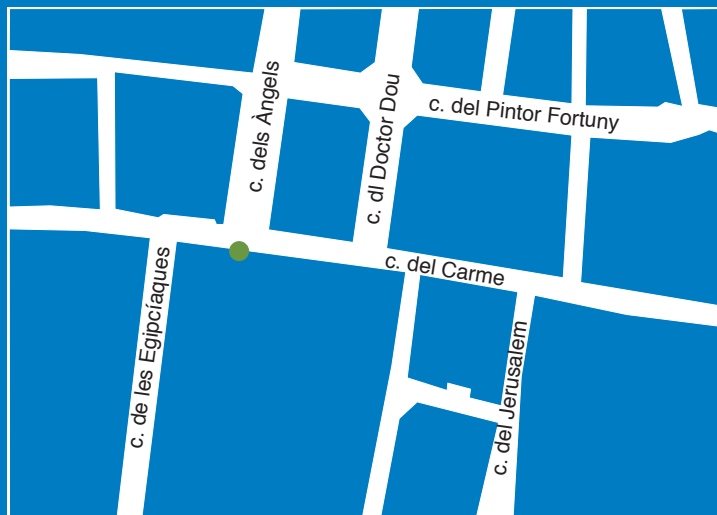 c. dels Àngels
c. dl Doctor Dou
c. del Pintor Fortuny
c. del Carme
c. de les Egipcíaques
c. del Jerusalem